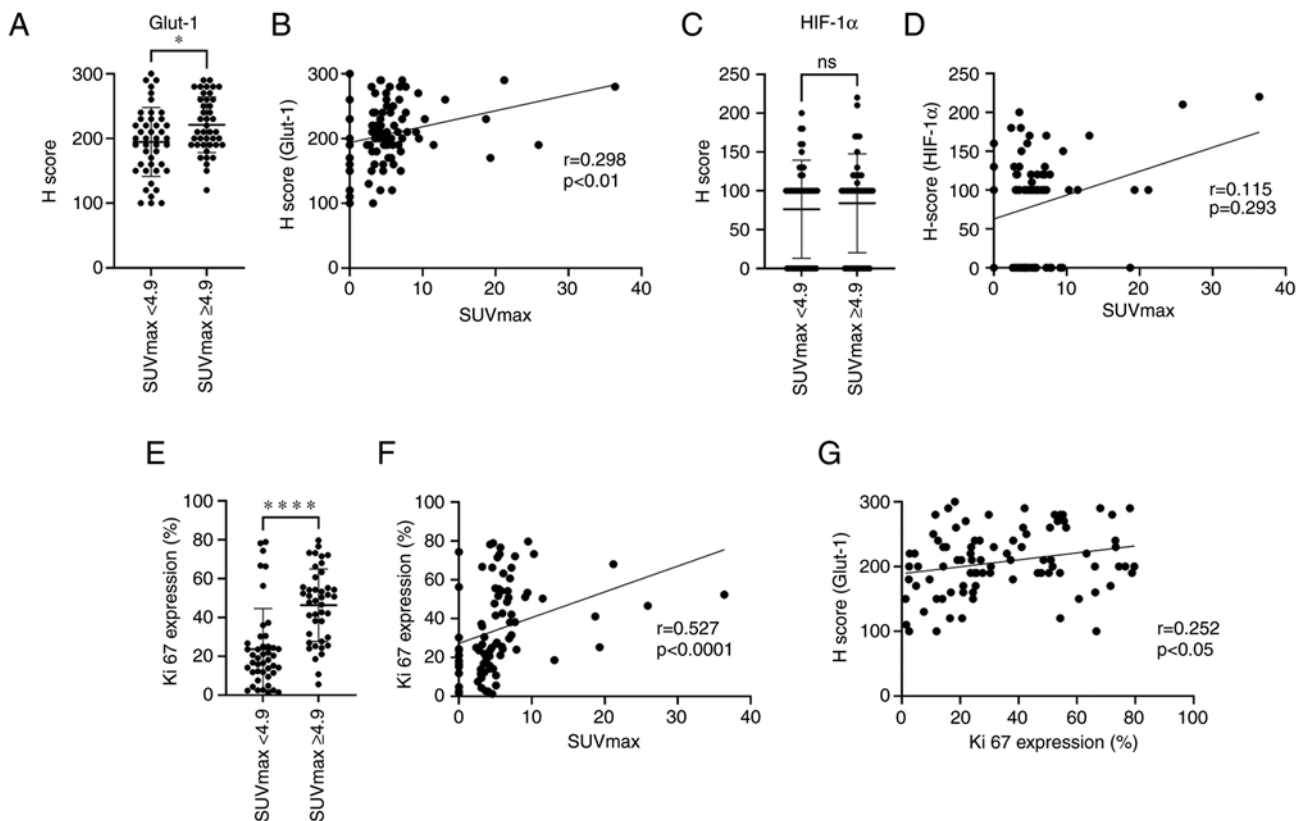 A
Glut-1
*
H score
300
200
100
0
SUVmax <4.9
SUVmax ≥4.9
B
H score (Glut-1)
300
200
100
0
r=0.298
p<0.01
0
10
20
30
40
SUVmax
C
HIF-1α
ns
H score
250
200
150
100
50
0
SUVmax <4.9
SUVmax ≥4.9
D
H-score (HIF-1α)
250
200
150
100
50
0
r=0.115
p=0.293
0
10
20
30
40
SUVmax
E
****
Ki 67 expression (%)
100
80
60
40
20
0
SUVmax <4.9
SUVmax ≥4.9
F
Ki 67 expression (%)
100
80
60
40
20
0
r=0.527
p<0.0001
0
10
20
30
40
SUVmax
G
H score (Glut-1)
300
200
100
0
r=0.252
p<0.05
0
20
40
60
80
100
Ki 67 expression (%)